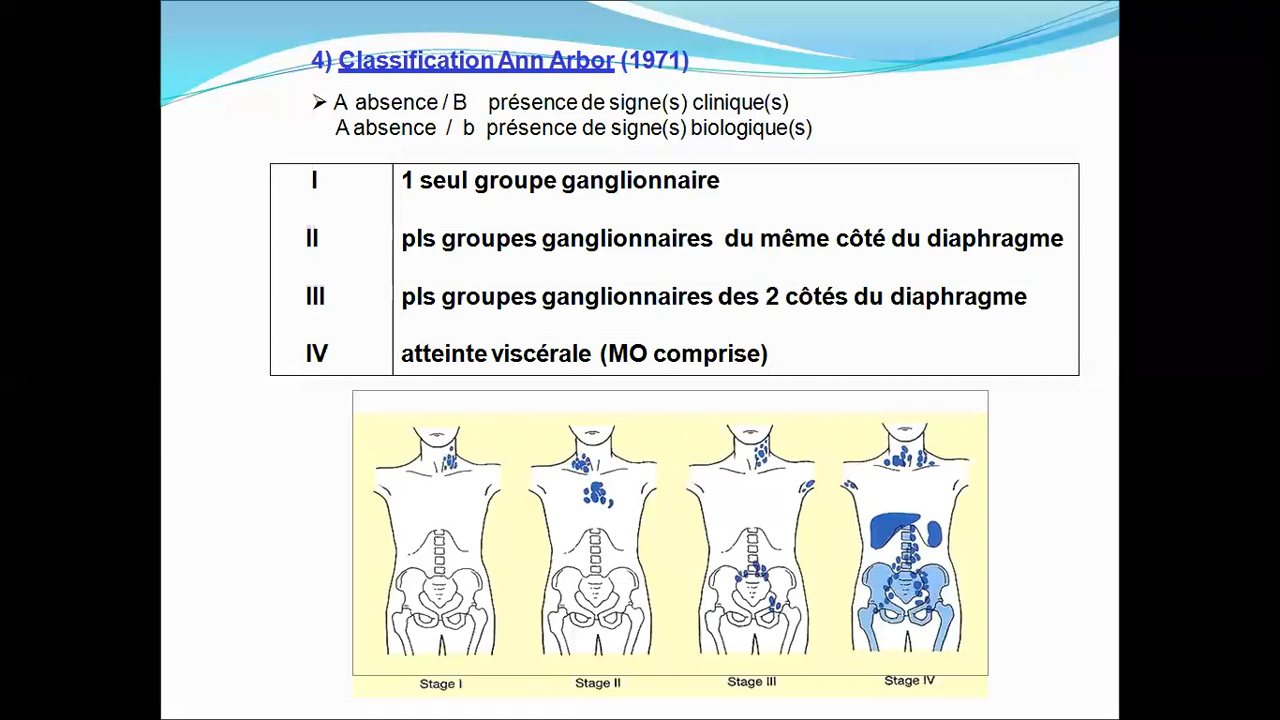 4) Classification Ann Arbor (1971)
➢ A absence / B présence de signe(s) clinique(s)
A absence / b présence de signe(s) biologique(s)
I 1 seul groupe ganglionnaire
II pls groupes ganglionnaires du même côté du diaphragme
III pls groupes ganglionnaires des 2 côtés du diaphragme
IV atteinte viscérale (MO comprise)
Stage I Stage II Stage III Stage IV